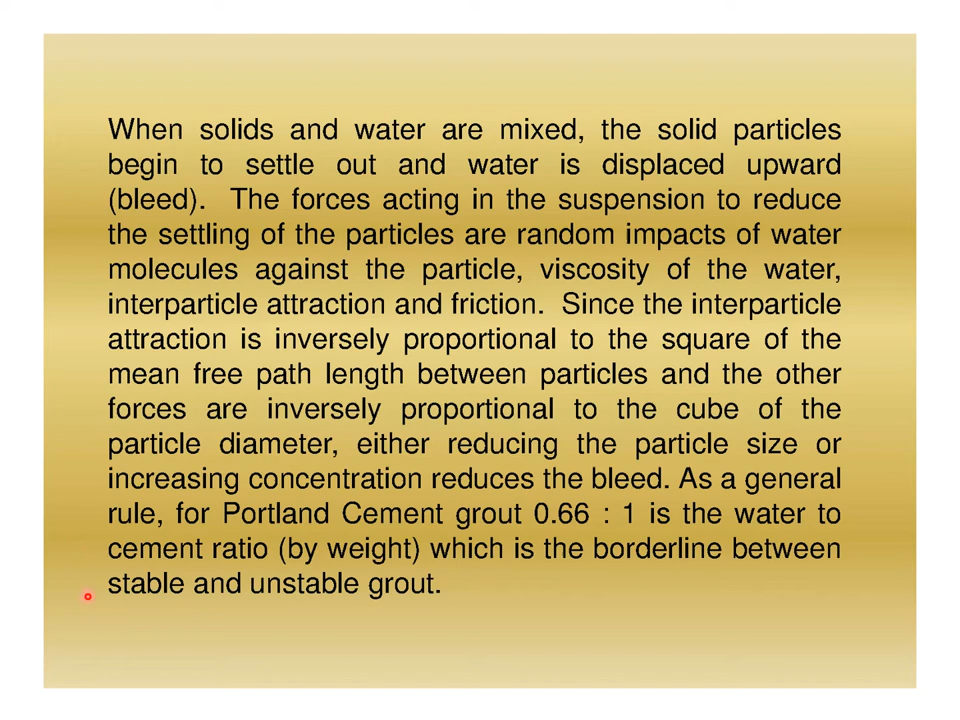 When solids and water are mixed, the solid particles
begin to settle out and water is displaced upward
(bleed). The forces acting in the suspension to reduce
the settling of the particles are random impacts of water
molecules against the particle, viscosity of the water,
interparticle attraction and friction. Since the interparticle
attraction is inversely proportional to the square of the
mean free path length between particles and the other
forces are inversely proportional to the cube of the
particle diameter, either reducing the particle size or
increasing concentration reduces the bleed. As a general
rule, for Portland Cement grout 0.66 : 1 is the water to
cement ratio (by weight) which is the borderline between
stable and unstable grout.